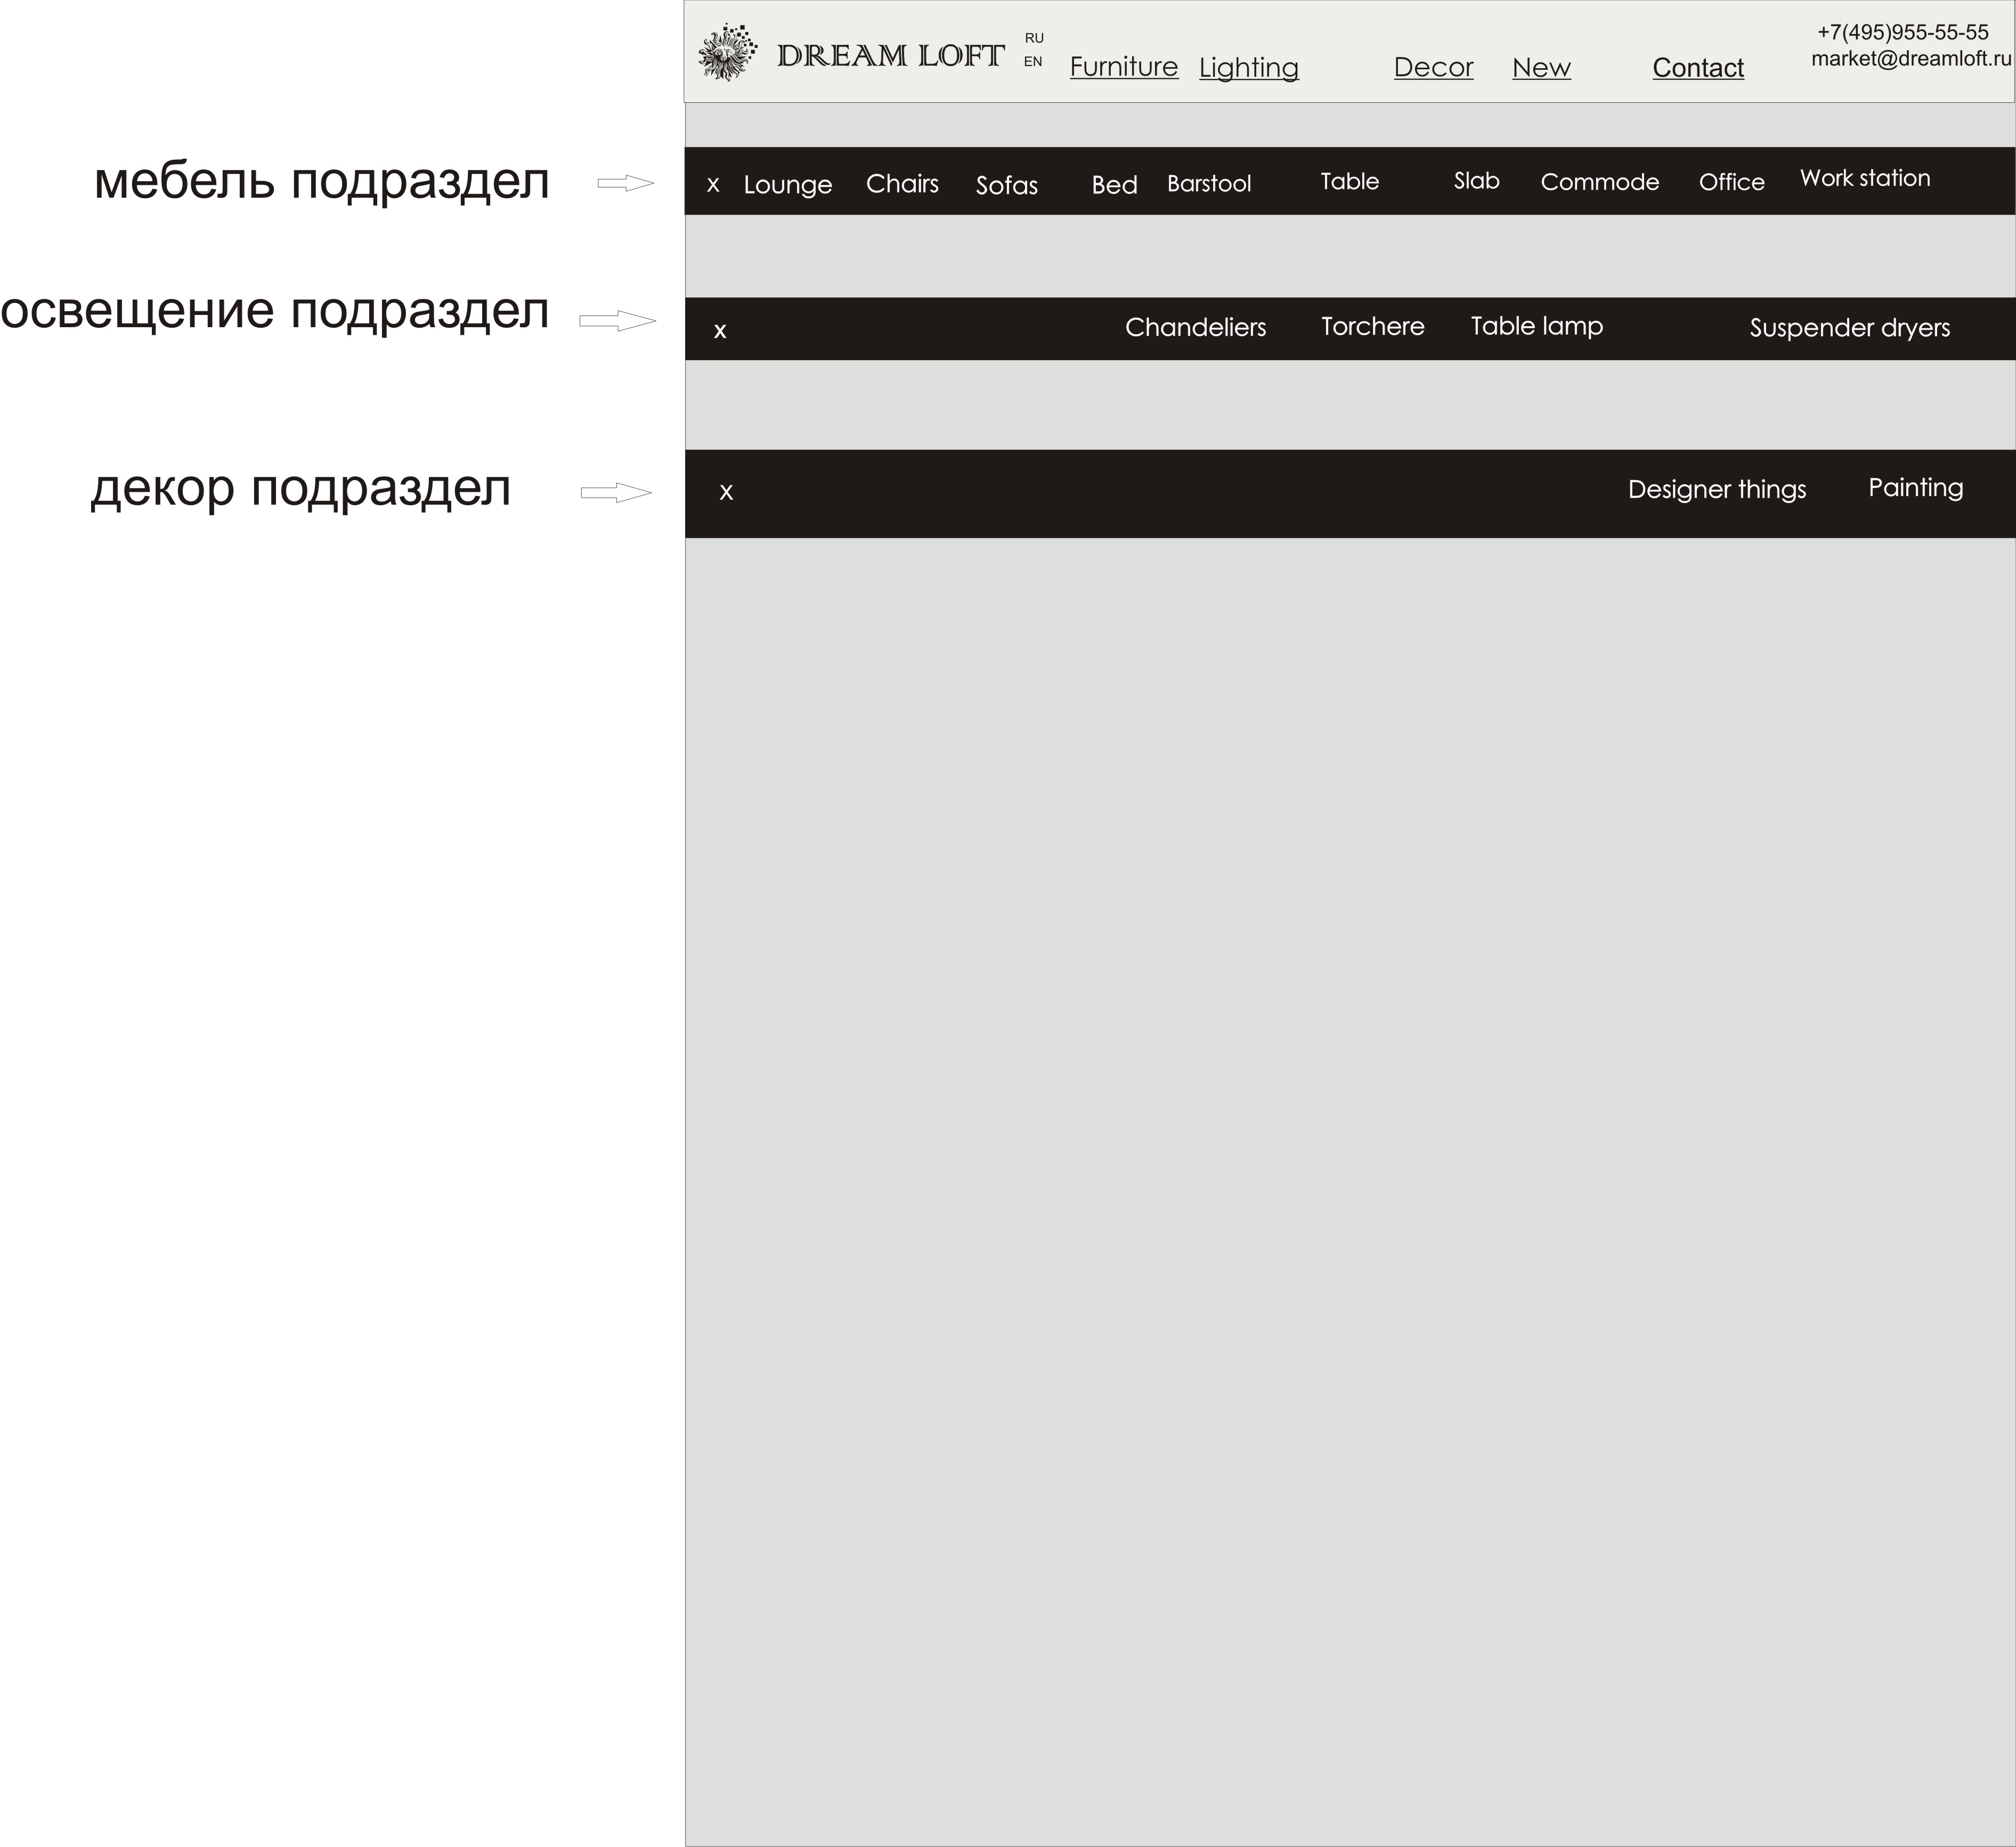 DREAM LOFT
RU
EN
Furniture Lighting Decor New Contact
+7(495)955-55-55
market@dreamloft.ru
мебель подраздел
x Lounge Chairs Sofas Bed Barstool Table Slab Commode Office Work station
освещение подраздел
x Chandeliers Torchere Table lamp Suspender dryers
декор подраздел
x Designer things Painting